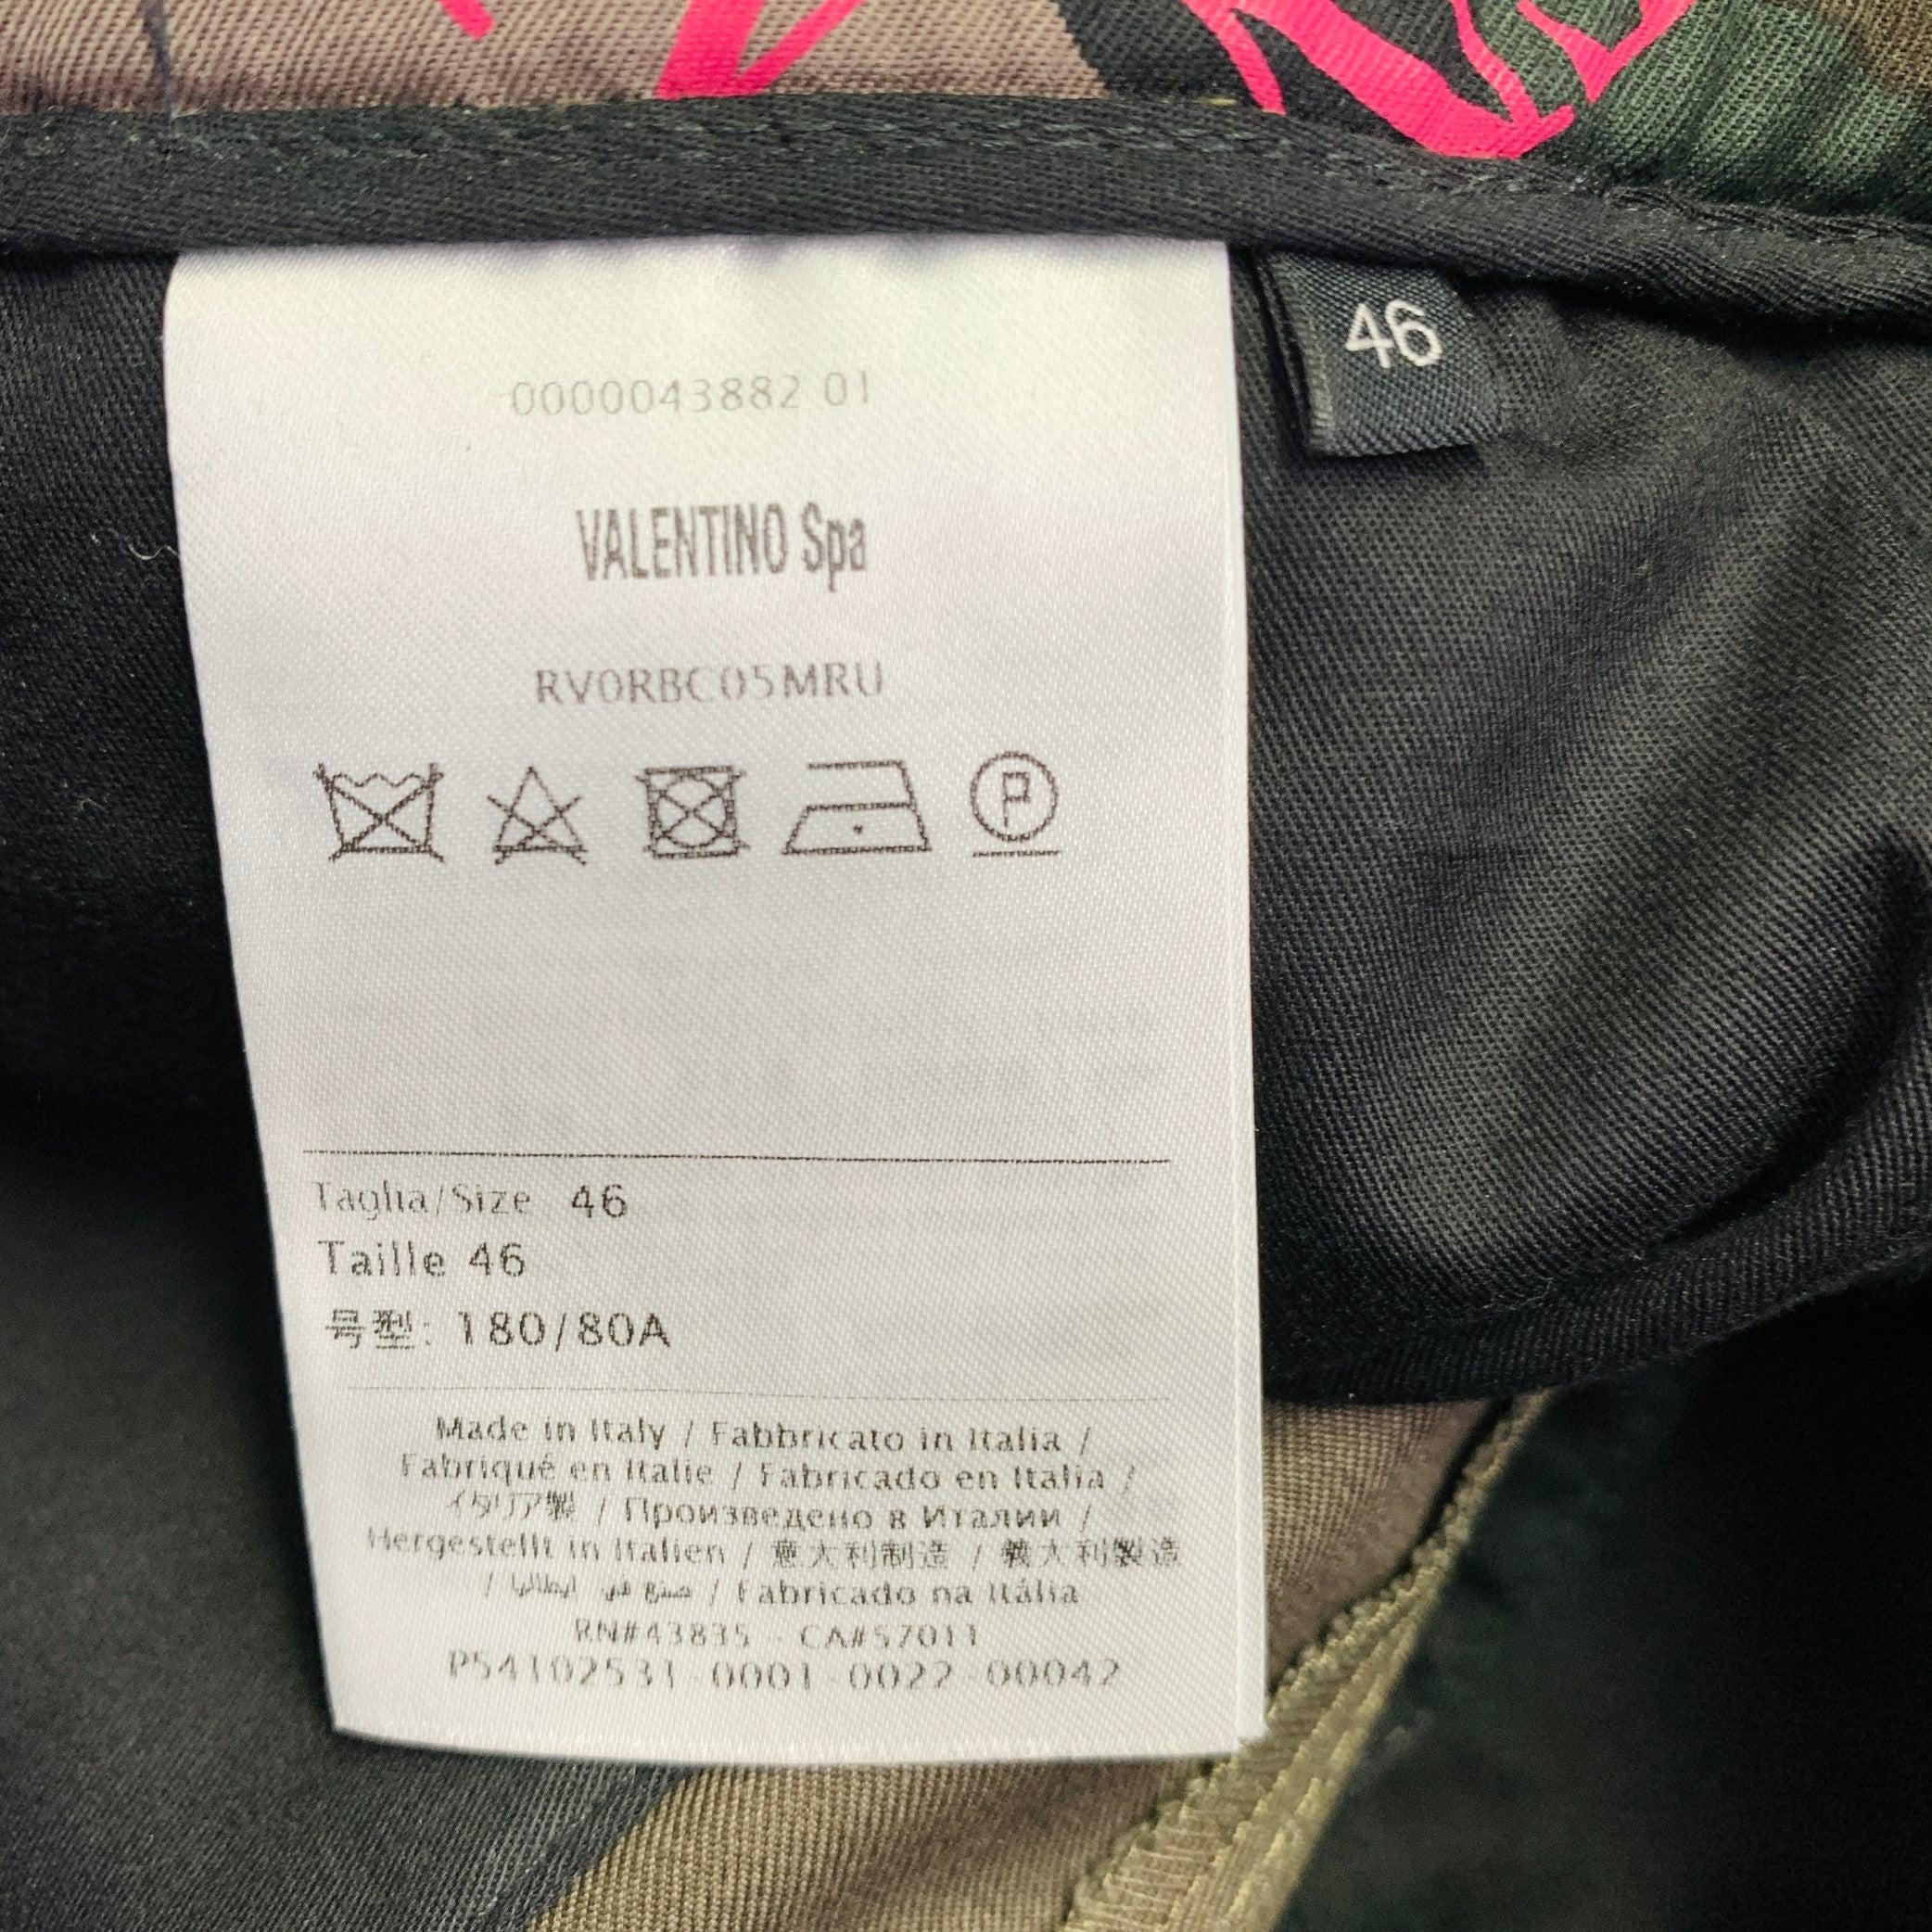 46
0000043882 01
VALENTINO Spa
RV0RBC05MRU
P
Taglia/Size 46
Taille 46
号型: 180/80A
Made in Italy / Fabbricato in Italia /
Fabriqué en Italie / Fabricado en Italia /
イタリア製 / Произведено в Италии /
Hergestellt in Italien / 意大利制造 / 義大利製造
/ صنع في إيطاليا / Fabricado na Itália
RN#43835 - CA#57011
P54102531-0001-0022-00042